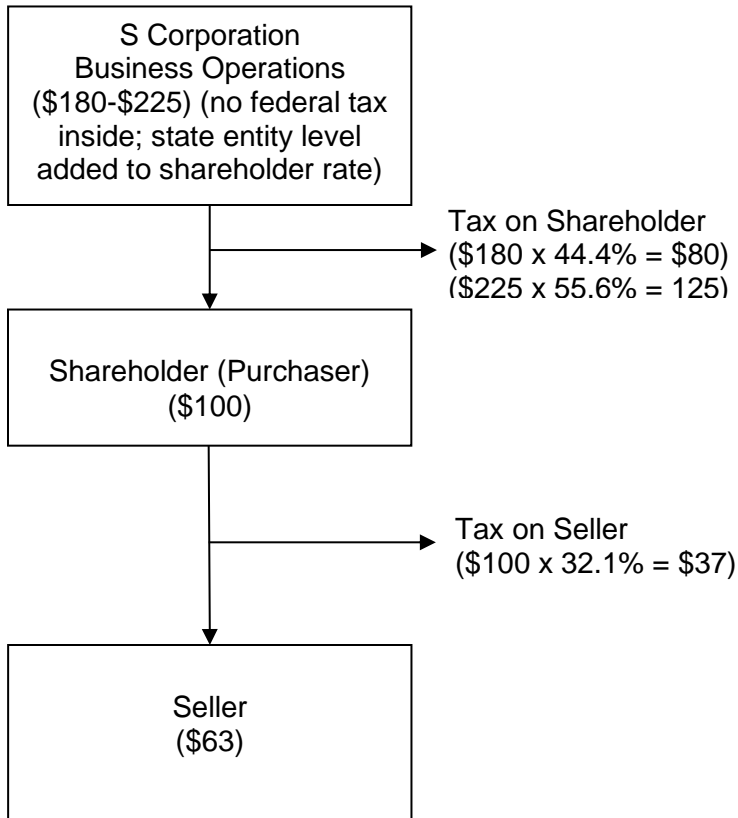 S Corporation
Business Operations
($180-$225) (no federal tax
inside; state entity level
added to shareholder rate)
Tax on Shareholder
($180 x 44.4% = $80)
($225 x 55.6% = 125)
Shareholder (Purchaser)
($100)
Tax on Seller
($100 x 32.1% = $37)
Seller
($63)